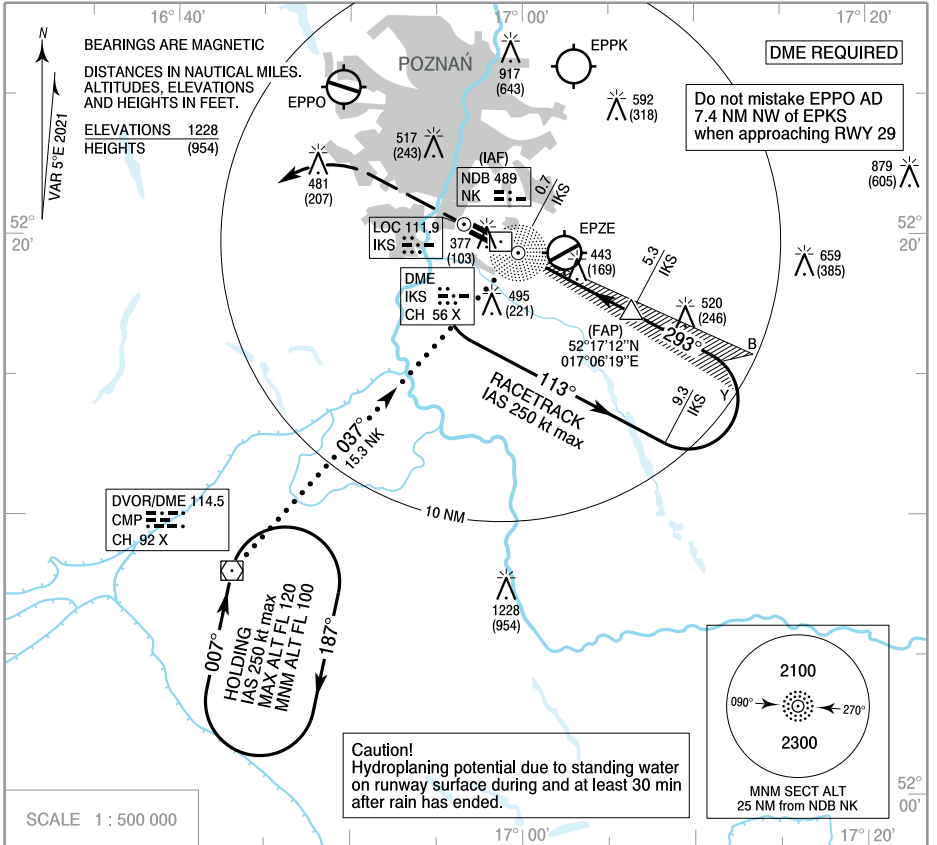 16° 40'
17° 00'
17° 20'
N
VAR 5°E 2021
BEARINGS ARE MAGNETIC
DISTANCES IN NAUTICAL MILES.
ALTITUDES, ELEVATIONS
AND HEIGHTS IN FEET.
ELEVATIONS 1228
HEIGHTS (954)
POZNAŃ
EPPO
EPPK
917
(643)
592
(318)
DME REQUIRED
Do not mistake EPPO AD
7.4 NM NW of EPKS
when approaching RWY 29
879
(605)
517
(243)
481
(207)
(IAF)
NDB 489
NK
0.7
IKS
52°
20'
52°
20'
LOC 111.9
IKS
377
(103)
EPZE
443
(169)
5.3
IKS
659
(385)
DME
IKS
CH 56 X
495
(221)
520
(246)
(FAP)
52°17'12"N
017°06'19"E
293°
B
Y
113°
RACETRACK
IAS 250 kt max
9.3
IKS
037°
15.3 NK
10 NM
DVOR/DME 114.5
CMP
CH 92 X
007°
HOLDING
IAS 250 kt max
MAX ALT FL 120
MNM ALT FL 100
187°
1228
(954)
2100
090°
270°
2300
MNM SECT ALT
25 NM from NDB NK
Caution!
Hydroplaning potential due to standing water
on runway surface during and at least 30 min
after rain has ended.
52°
00'
SCALE 1 : 500 000
17° 00'
17° 20'